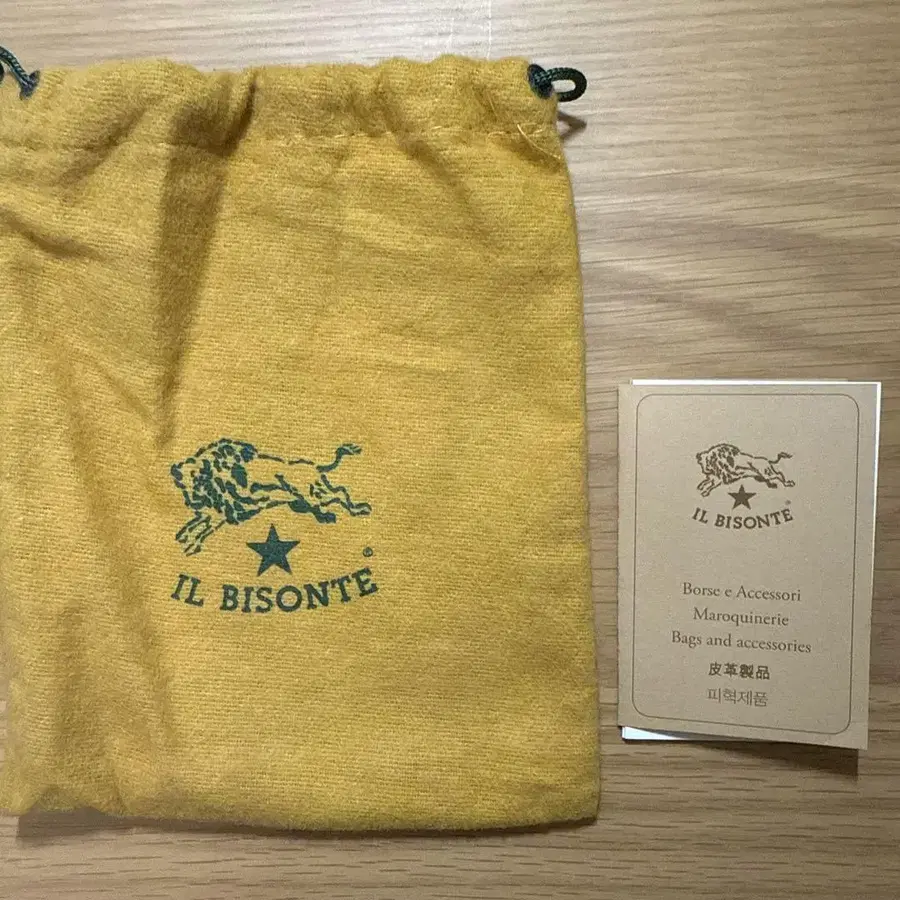 IL BISONTE
®
IL BISONTE
®
Borse e Accessori
Maroquinerie
Bags and accessories
皮革製品
피혁제품